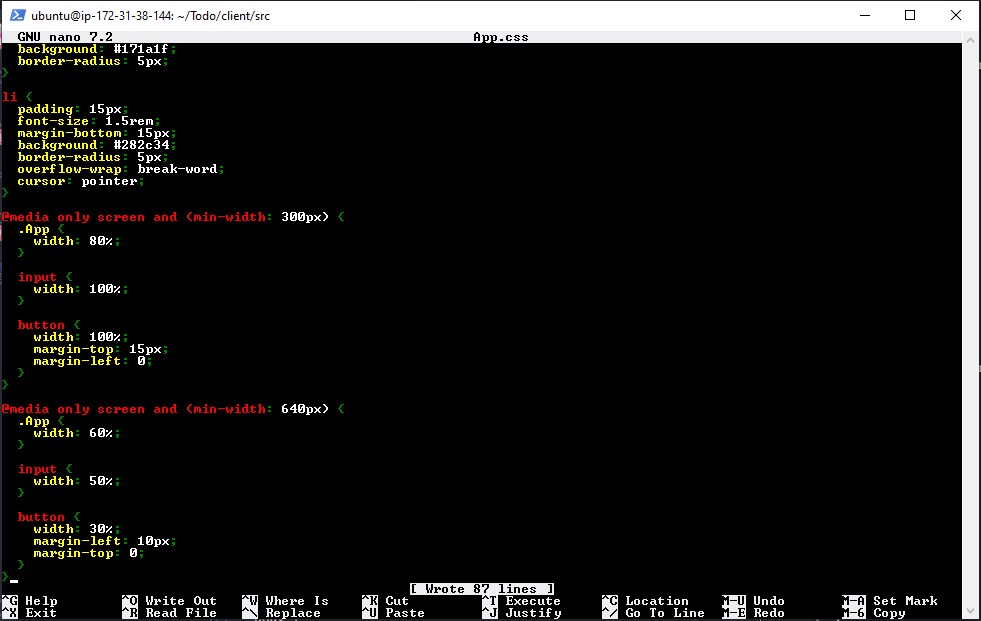 ubuntu@ip-172-31-38-144: ~/Todo/client/src
GNU nano 7.2 App.css
background: #171a1f;
border-radius: 5px;
}
li {
padding: 15px;
font-size: 1.5rem;
margin-bottom: 15px;
background: #282c34;
border-radius: 5px;
overflow-wrap: break-word;
cursor: pointer;
}
@media only screen and (min-width: 300px) {
.App {
width: 80%;
}
input {
width: 100%;
}
button {
width: 100%;
margin-top: 15px;
margin-left: 0;
}
}
@media only screen and (min-width: 640px) {
.App {
width: 60%;
}
input {
width: 50%;
}
button {
width: 30%;
margin-left: 10px;
margin-top: 0;
}
}
[ Wrote 87 lines ]
^G Help ^O Write Out ^W Where Is ^K Cut ^T Execute ^C Location M-U Undo M-A Set Mark
^X Exit ^R Read File ^\ Replace ^U Paste ^J Justify ^/ Go To Line M-E Redo M-6 Copy